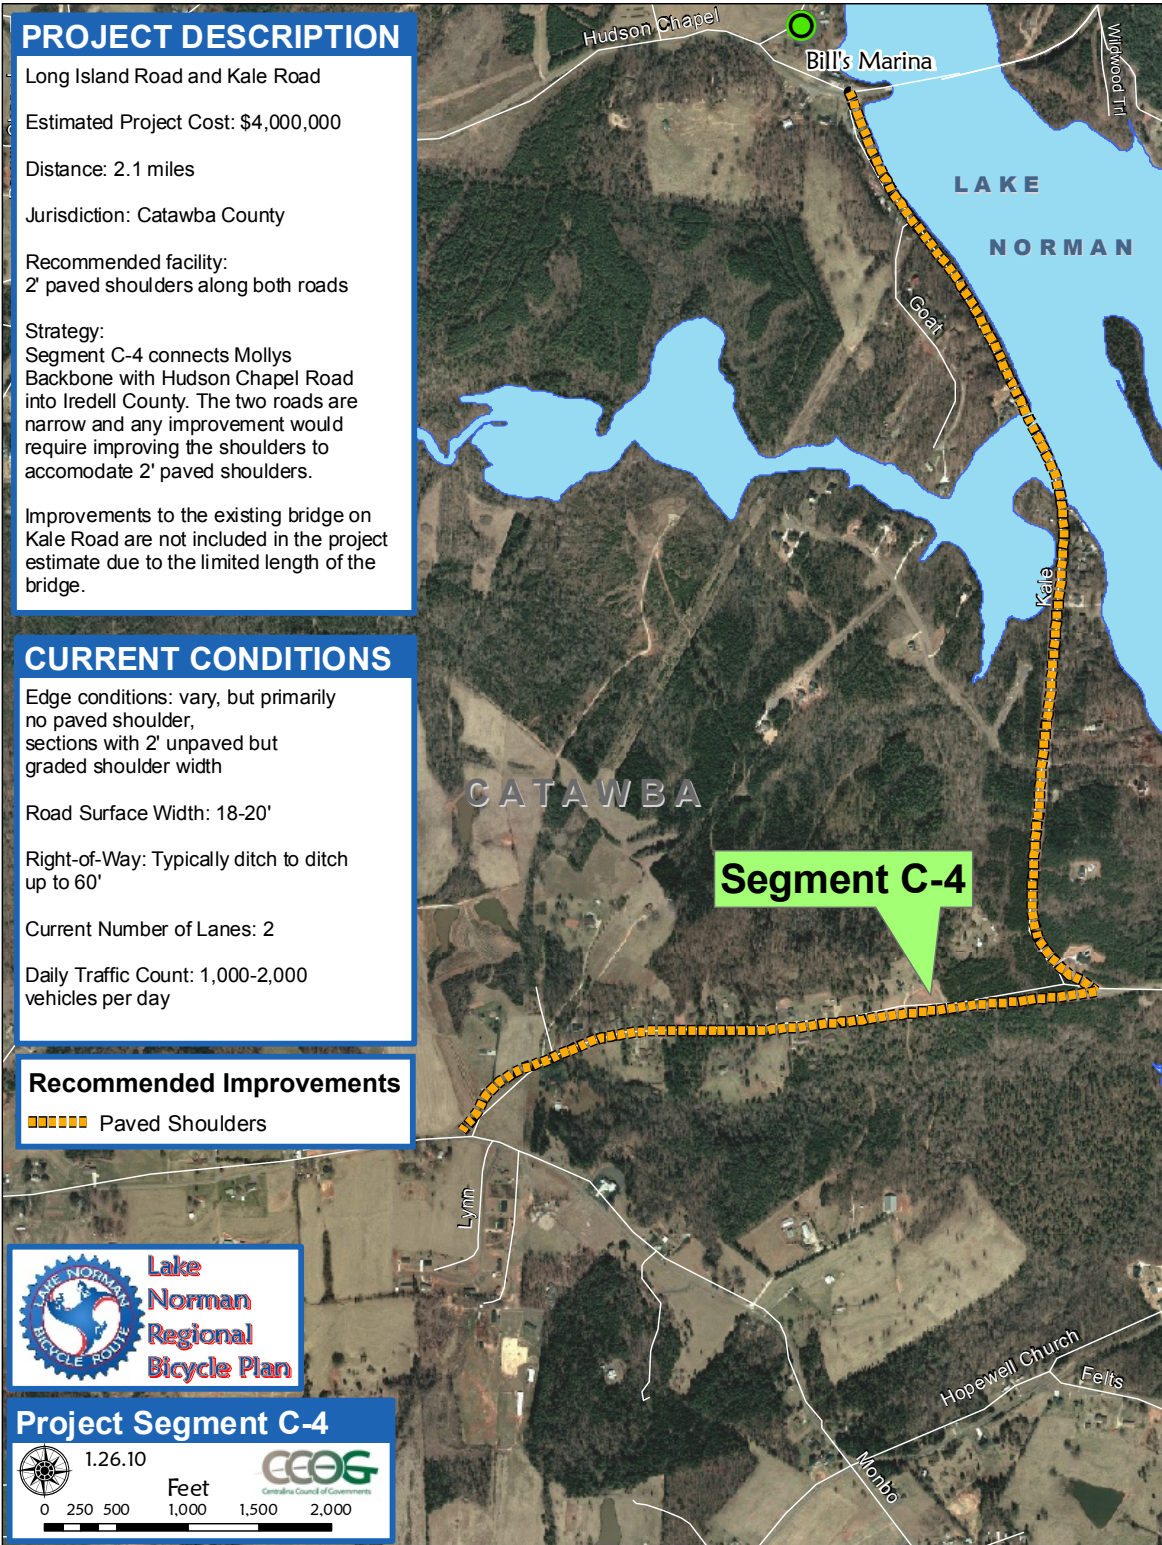 PROJECT DESCRIPTION
Long Island Road and Kale Road
Estimated Project Cost: $4,000,000
Distance: 2.1 miles
Jurisdiction: Catawba County
Recommended facility:
2' paved shoulders along both roads
Strategy:
Segment C-4 connects Mollys
Backbone with Hudson Chapel Road
into Iredell County. The two roads are
narrow and any improvement would
require improving the shoulders to
accomodate 2' paved shoulders.
Improvements to the existing bridge on
Kale Road are not included in the project
estimate due to the limited length of the
bridge.
CURRENT CONDITIONS
Edge conditions: vary, but primarily
no paved shoulder,
sections with 2' unpaved but
graded shoulder width
Road Surface Width: 18-20'
Right-of-Way: Typically ditch to ditch
up to 60'
Current Number of Lanes: 2
Daily Traffic Count: 1,000-2,000
vehicles per day
Recommended Improvements
Paved Shoulders
LAKE NORMAN
BICYCLE ROUTE
Lake
Norman
Regional
Bicycle Plan
Project Segment C-4
1.26.10
CCOG
Centralina Council of Governments
Feet
0 250 500 1,000 1,500 2,000
Hudson Chapel
Bill's Marina
Wildwood Trl
LAKE
NORMAN
Goat
Kale
CATAWBA
Segment C-4
Lynn
Hopewell Church
Felts
Monbo